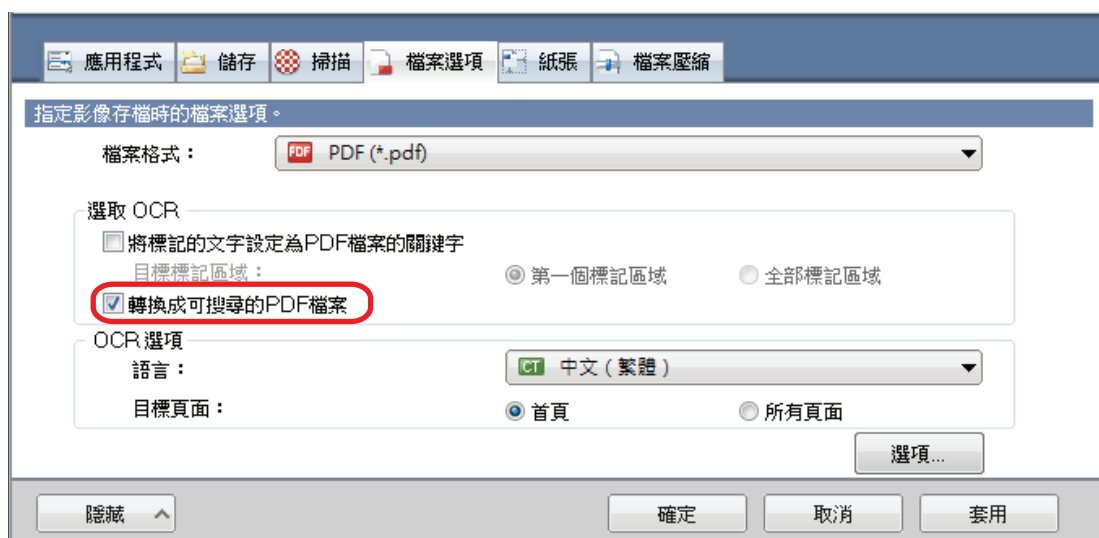 應用程式 儲存 掃描 檔案選項 紙張 檔案壓縮
指定影像存檔時的檔案選項。
檔案格式： PDF PDF (*.pdf)
選取 OCR
將標記的文字設定為PDF檔案的關鍵字
目標標記區域： 第一個標記區域 全部標記區域
轉換成可搜尋的PDF檔案
OCR 選項
語言： CT 中文 ( 繁體 )
目標頁面： 首頁 所有頁面
選項...
隱藏 確定 取消 套用